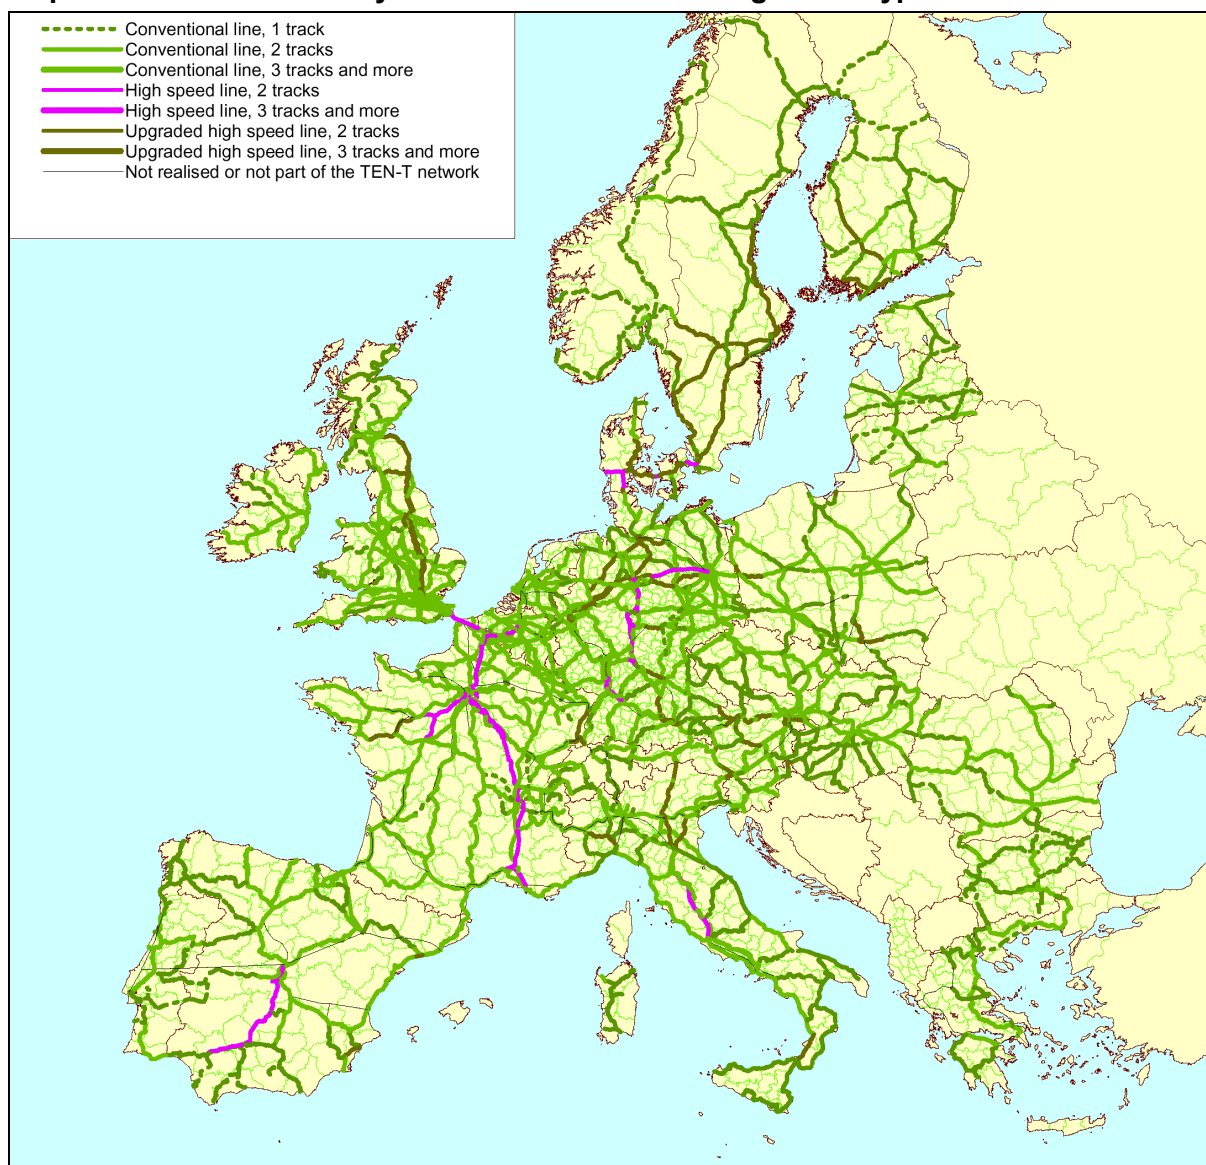 Conventional line, 1 track
Conventional line, 2 tracks
Conventional line, 3 tracks and more
High speed line, 2 tracks
High speed line, 3 tracks and more
Upgraded high speed line, 2 tracks
Upgraded high speed line, 3 tracks and more
Not realised or not part of the TEN-T network